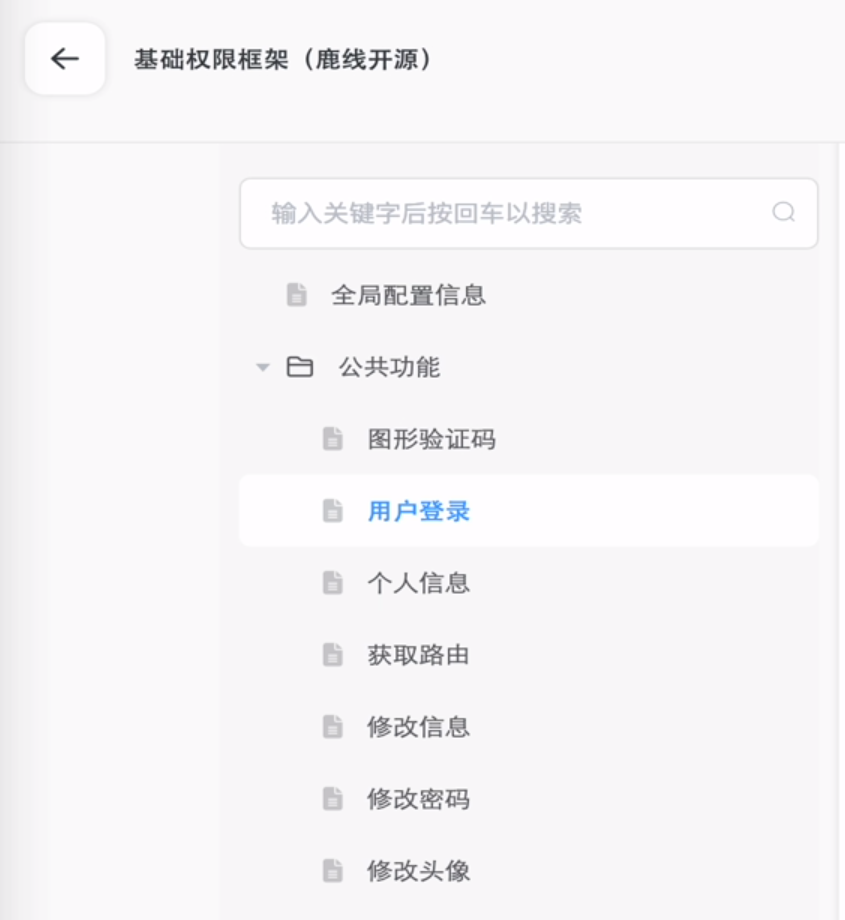 基础权限框架（鹿线开源）
输入关键字后按回车以搜索
全局配置信息
公共功能
图形验证码
用户登录
个人信息
获取路由
修改信息
修改密码
修改头像